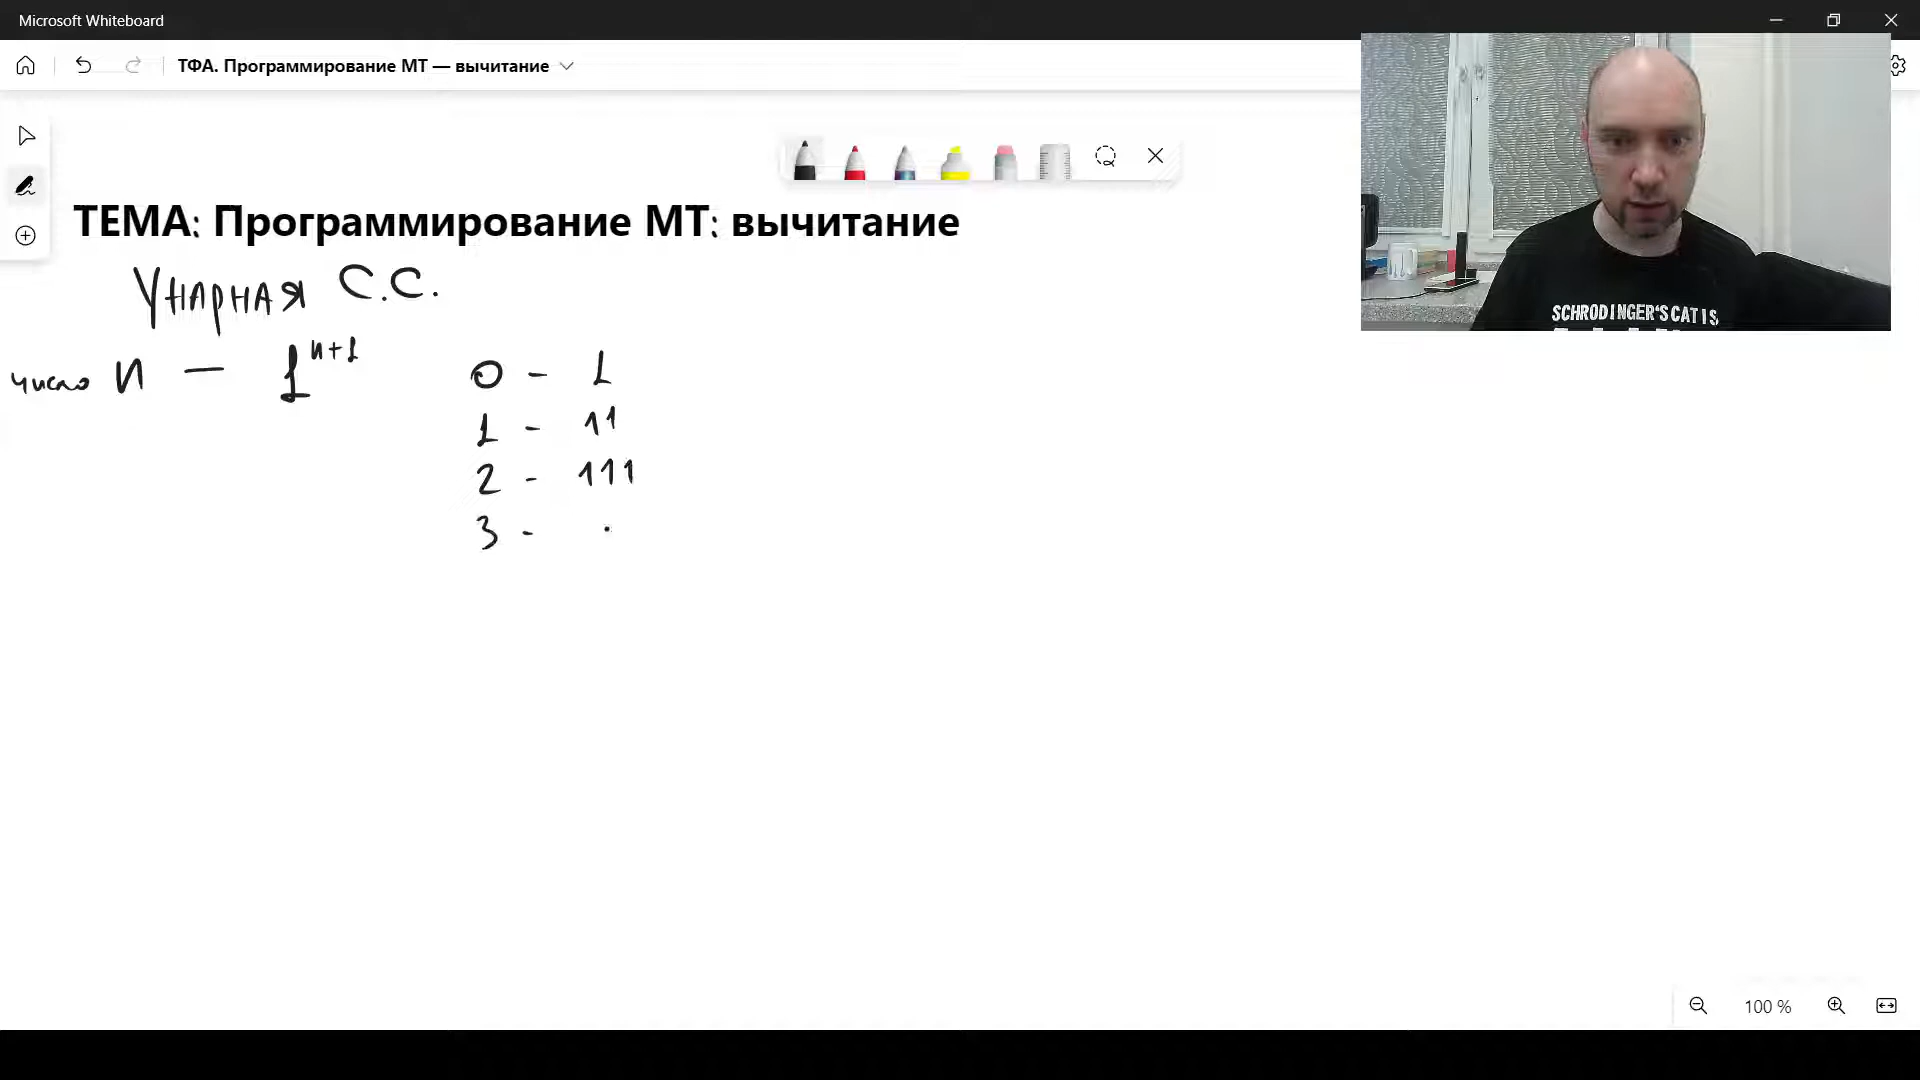 Microsoft Whiteboard
ТФА. Программирование МТ — вычитание
ТЕМА: Программирование МТ: вычитание
Унарная С.С.
число n — 1^{n+1}
0 - 1
1 - 11
2 - 111
3 -
SCHRODINGER'S CAT IS
100 %